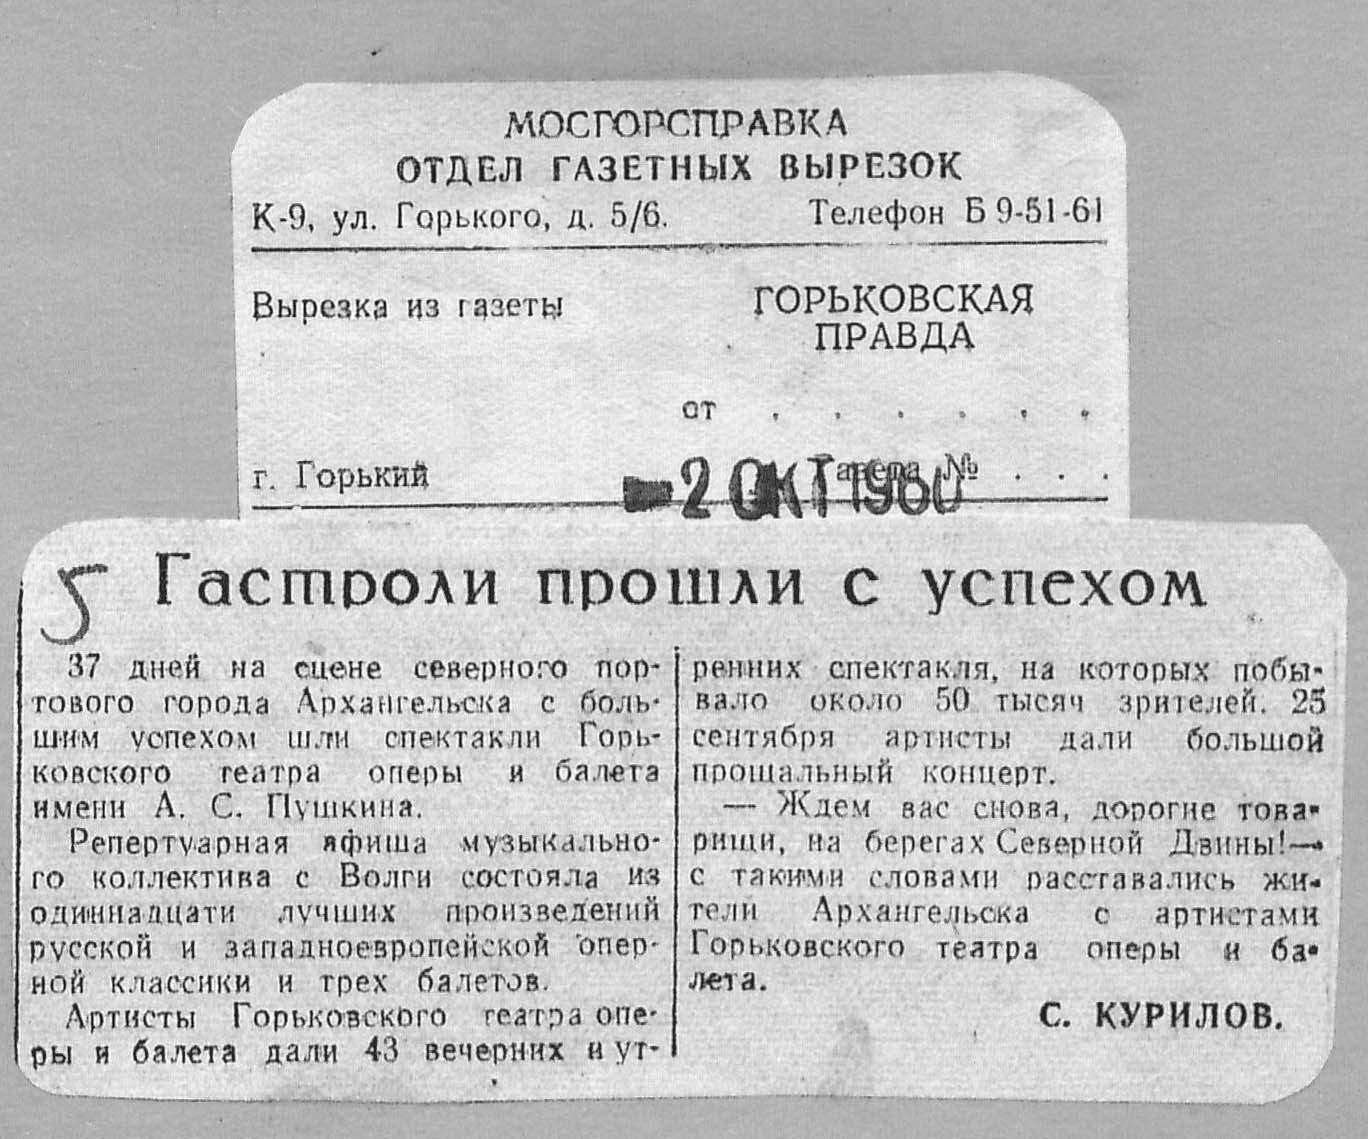 МОСГОРСПРАВКА
ОТДЕЛ ГАЗЕТНЫХ ВЫРЕЗОК
К-9, ул. Горького, д. 5/6. Телефон Б 9-51-61
Вырезка из газеты
ГОРЬКОВСКАЯ
ПРАВДА
от . . . . . .
г. Горький Газета № . . .
-2 ОКТ 1960
5 Гастроли прошли с успехом
37 дней на сцене северного пор-
тового города Архангельска с боль-
шим успехом шли спектакли Горь-
ковского театра оперы и балета
имени А. С. Пушкина.
Репертуарная афиша музыкально-
го коллектива с Волги состояла из
одиннадцати лучших произведений
русской и западноевропейской опер-
ной классики и трех балетов.
Артисты Горьковского театра опе-
ры и балета дали 43 вечерних и ут-
ренних спектакля, на которых побы-
вало около 50 тысяч зрителей. 25
сентября артисты дали большой
прощальный концерт.
— Ждем вас снова, дорогие това-
рищи, на берегах Северной Двины!—
с такими словами расставались жи-
тели Архангельска с артистами
Горьковского театра оперы и ба-
лета.
С. КУРИЛОВ.